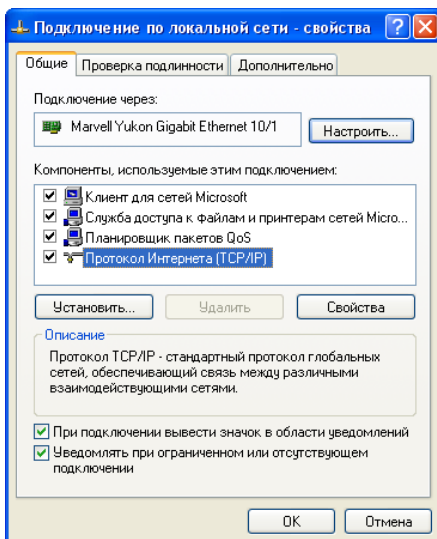 Подключение по локальной сети - свойства
Общие Проверка подлинности Дополнительно
Подключение через:
Marvell Yukon Gigabit Ethernet 10/1 Настроить...
Компоненты, используемые этим подключением:
Клиент для сетей Microsoft
Служба доступа к файлам и принтерам сетей Micro...
Планировщик пакетов QoS
Протокол Интернета (TCP/IP)
Установить... Удалить Свойства
Описание
Протокол TCP/IP - стандартный протокол глобальных
сетей, обеспечивающий связь между различными
взаимодействующими сетями.
При подключении вывести значок в области уведомлений
Уведомлять при ограниченном или отсутствующем
подключении
OK Отмена